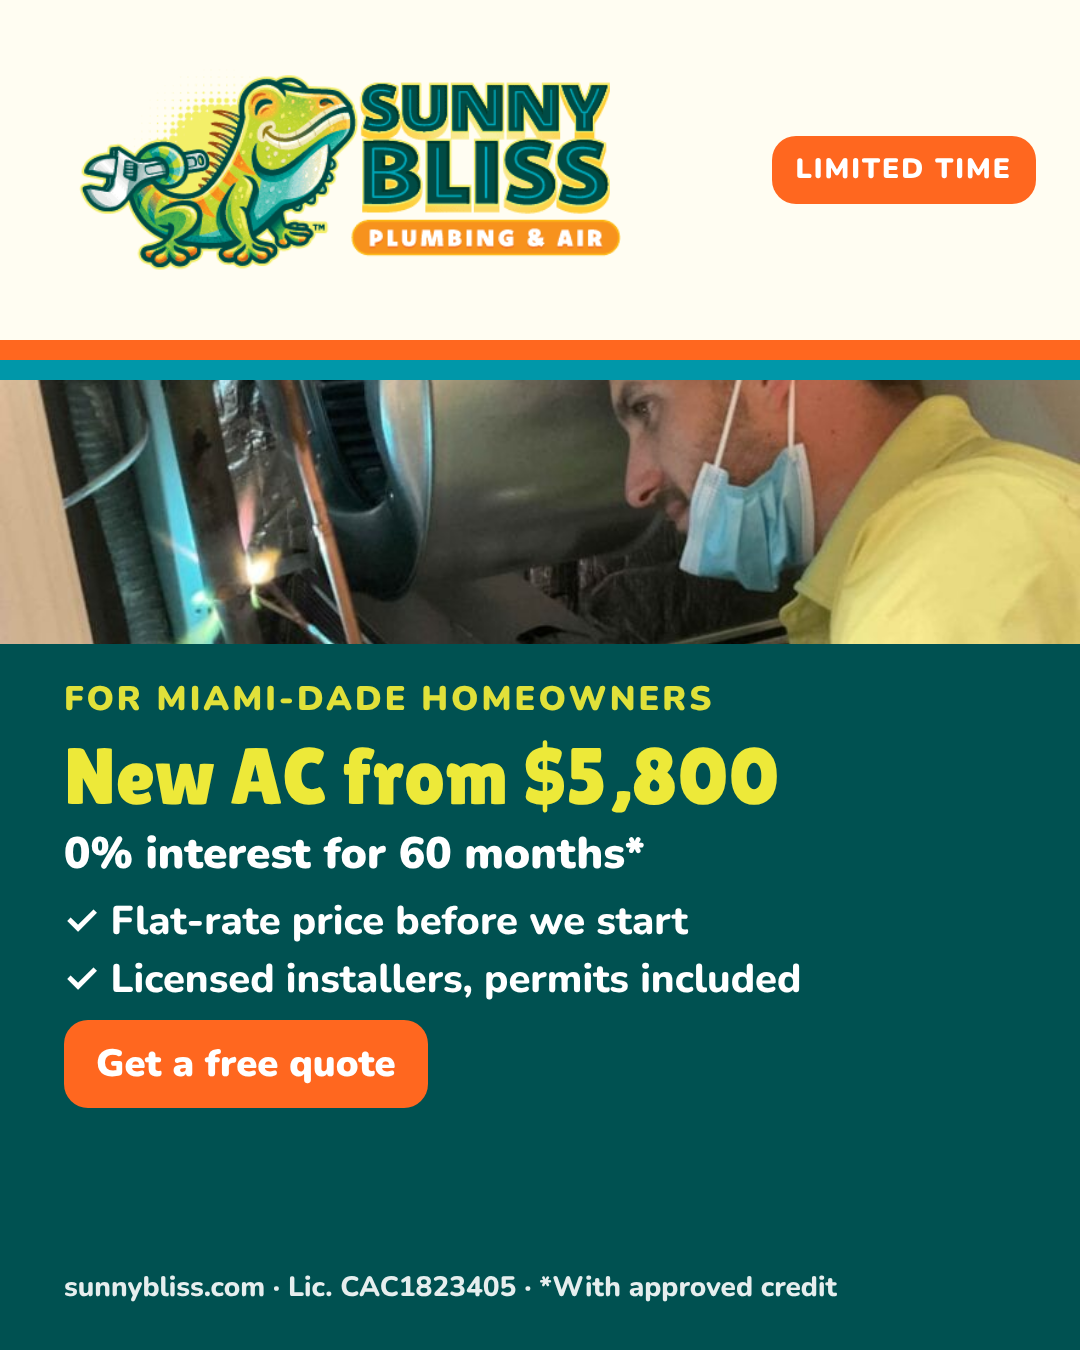 SUNNY
BLISS
PLUMBING & AIR
™
LIMITED TIME
FOR MIAMI-DADE HOMEOWNERS
New AC from $5,800
0% interest for 60 months*
✓ Flat-rate price before we start
✓ Licensed installers, permits included
Get a free quote
sunnybliss.com · Lic. CAC1823405 · *With approved credit